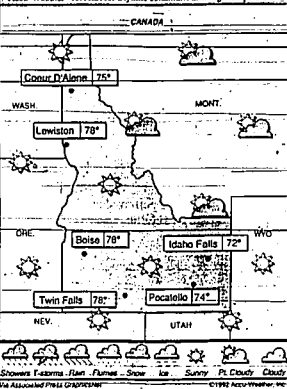 CANADA
Coeur D'Alene 75°
WASH.
MONT.
Lewiston 78°
ORE.
Boise 78°
Idaho Falls 72°
WYO
Twin Falls 78°
Pocatello 74°
NEV.
UTAH
Showers T-storms Rain Flurries Snow Ice Sunny Pt. Cloudy Cloudy
Via Associated Press GraphicsNet
©1992 Accu-Weather, Inc.